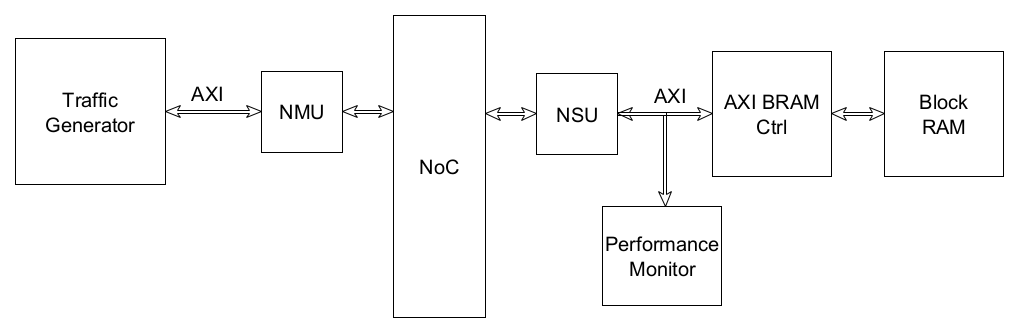 Traffic
Generator
AXI
NMU
NoC
NSU
AXI
AXI BRAM
Ctrl
Block
RAM
Performance
Monitor